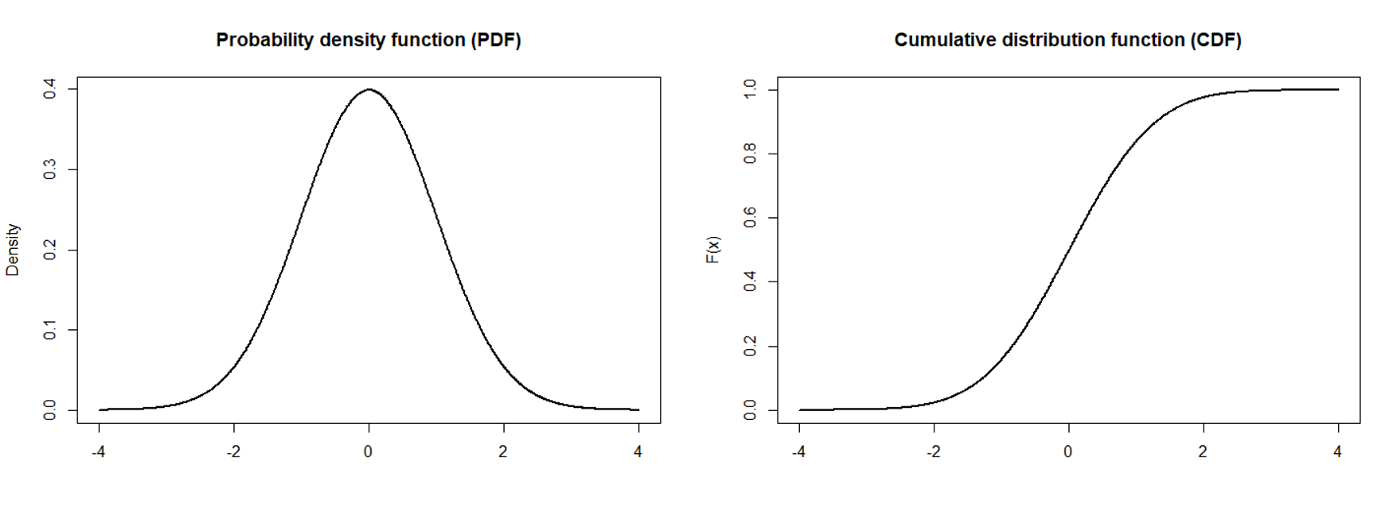 Probability density function (PDF)
Density
0.0 0.1 0.2 0.3 0.4
-4 -2 0 2 4
Cumulative distribution function (CDF)
F(x)
0.0 0.2 0.4 0.6 0.8 1.0
-4 -2 0 2 4